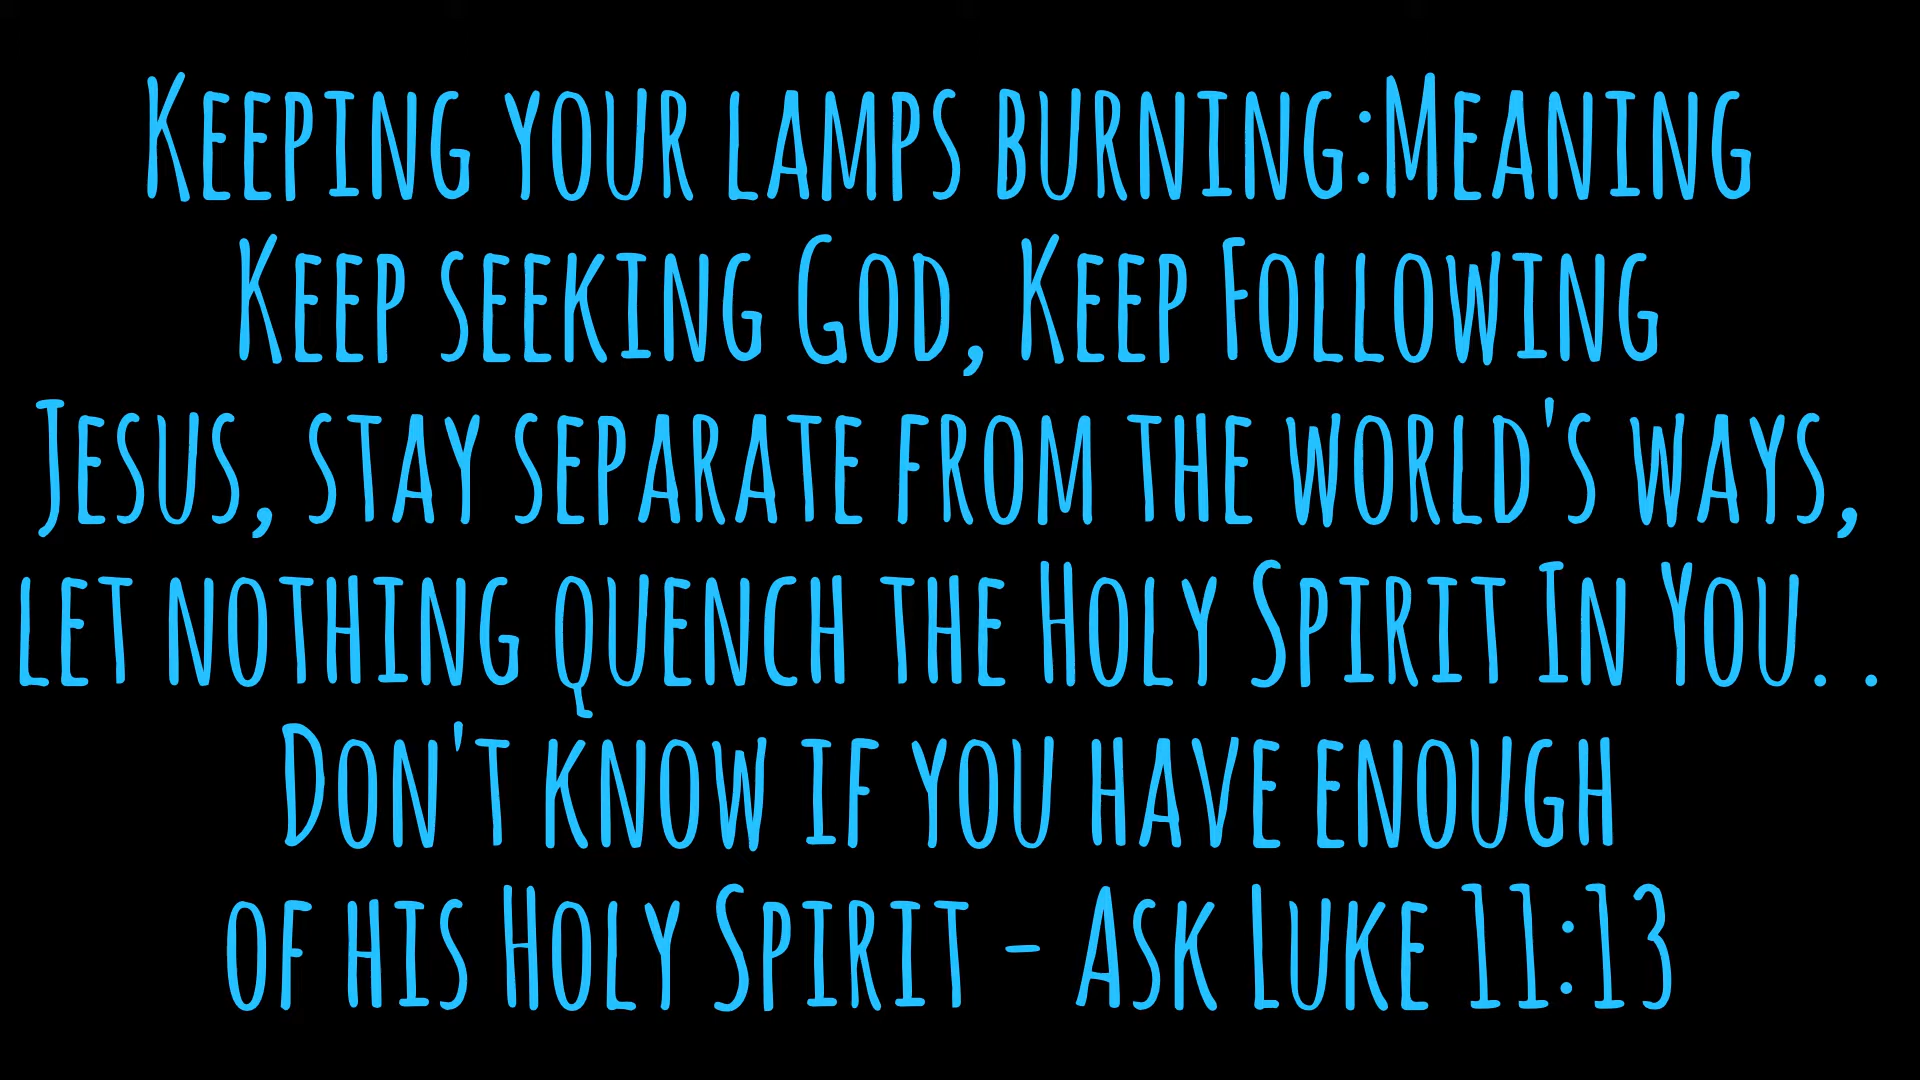 Keeping your lamps burning:Meaning
Keep seeking God, Keep Following
Jesus, stay separate from the world's ways,
let nothing quench the Holy Spirit In You. .
Don't know if you have enough
of his Holy Spirit - Ask Luke 11:13